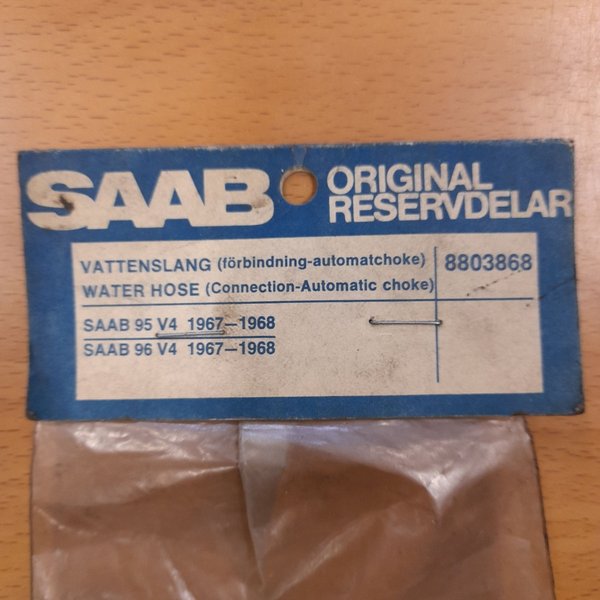 SAAB ORIGINAL
RESERVDELAR
VATTENSLANG (förbindning-automatchoke) 8803868
WATER HOSE (Connection-Automatic choke)
SAAB 95 V4 1967–1968
SAAB 96 V4 1967–1968